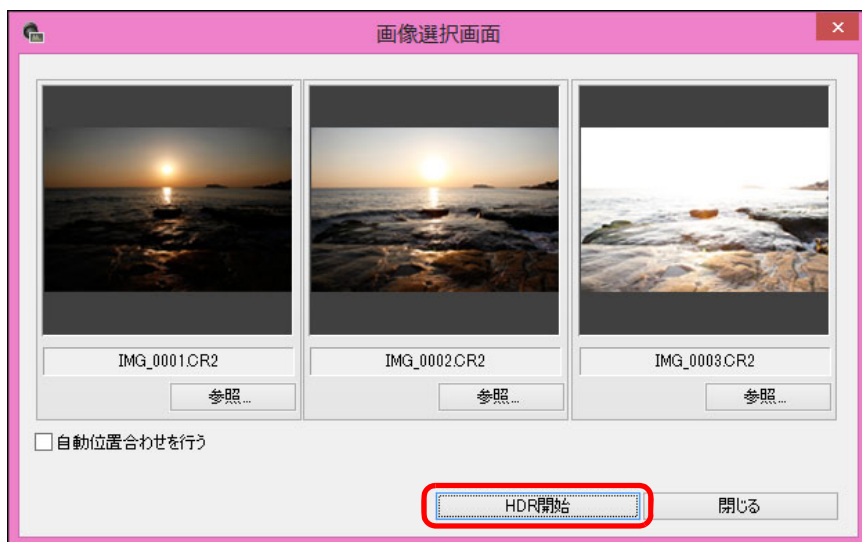 画像選択画面
IMG_0001.CR2
IMG_0002.CR2
IMG_0003.CR2
参照...
参照...
参照...
自動位置合わせを行う
HDR開始
閉じる